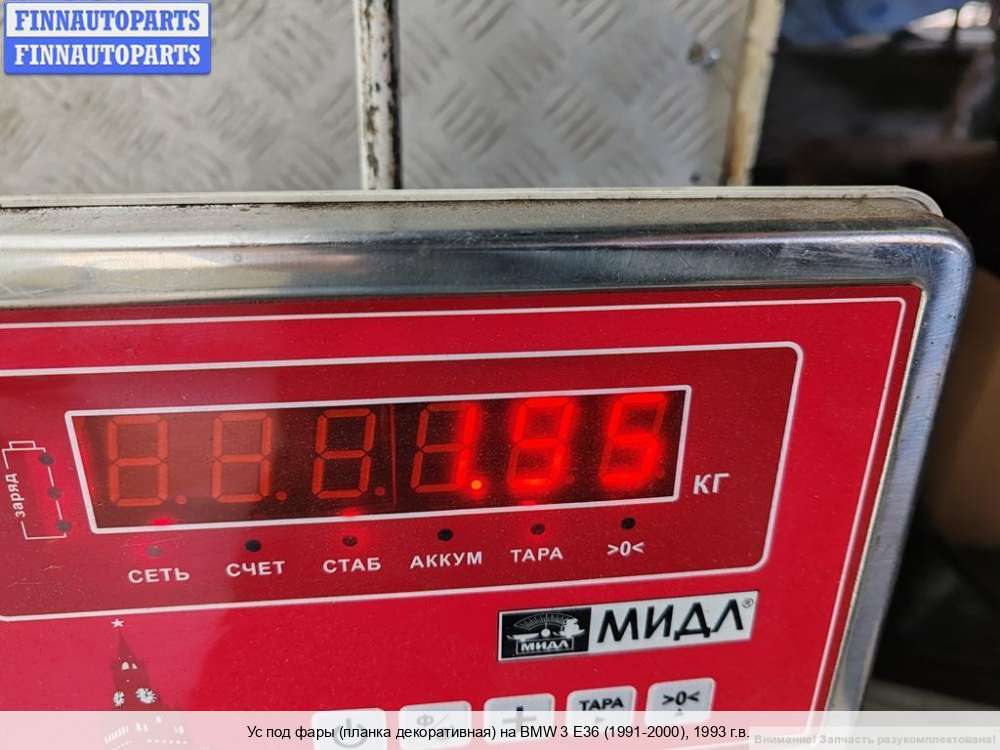 FINNAUTOPARTS
FINNAUTOPARTS
заряд
1.85
КГ
СЕТЬ СЧЕТ СТАБ АККУМ ТАРА >0<
МИДЛ
МИДЛ®
ТАРА >0<
Ус под фары (планка декоративная) на BMW 3 E36 (1991-2000), 1993 г.в.
Внимание! Запчасть разукомплектована!